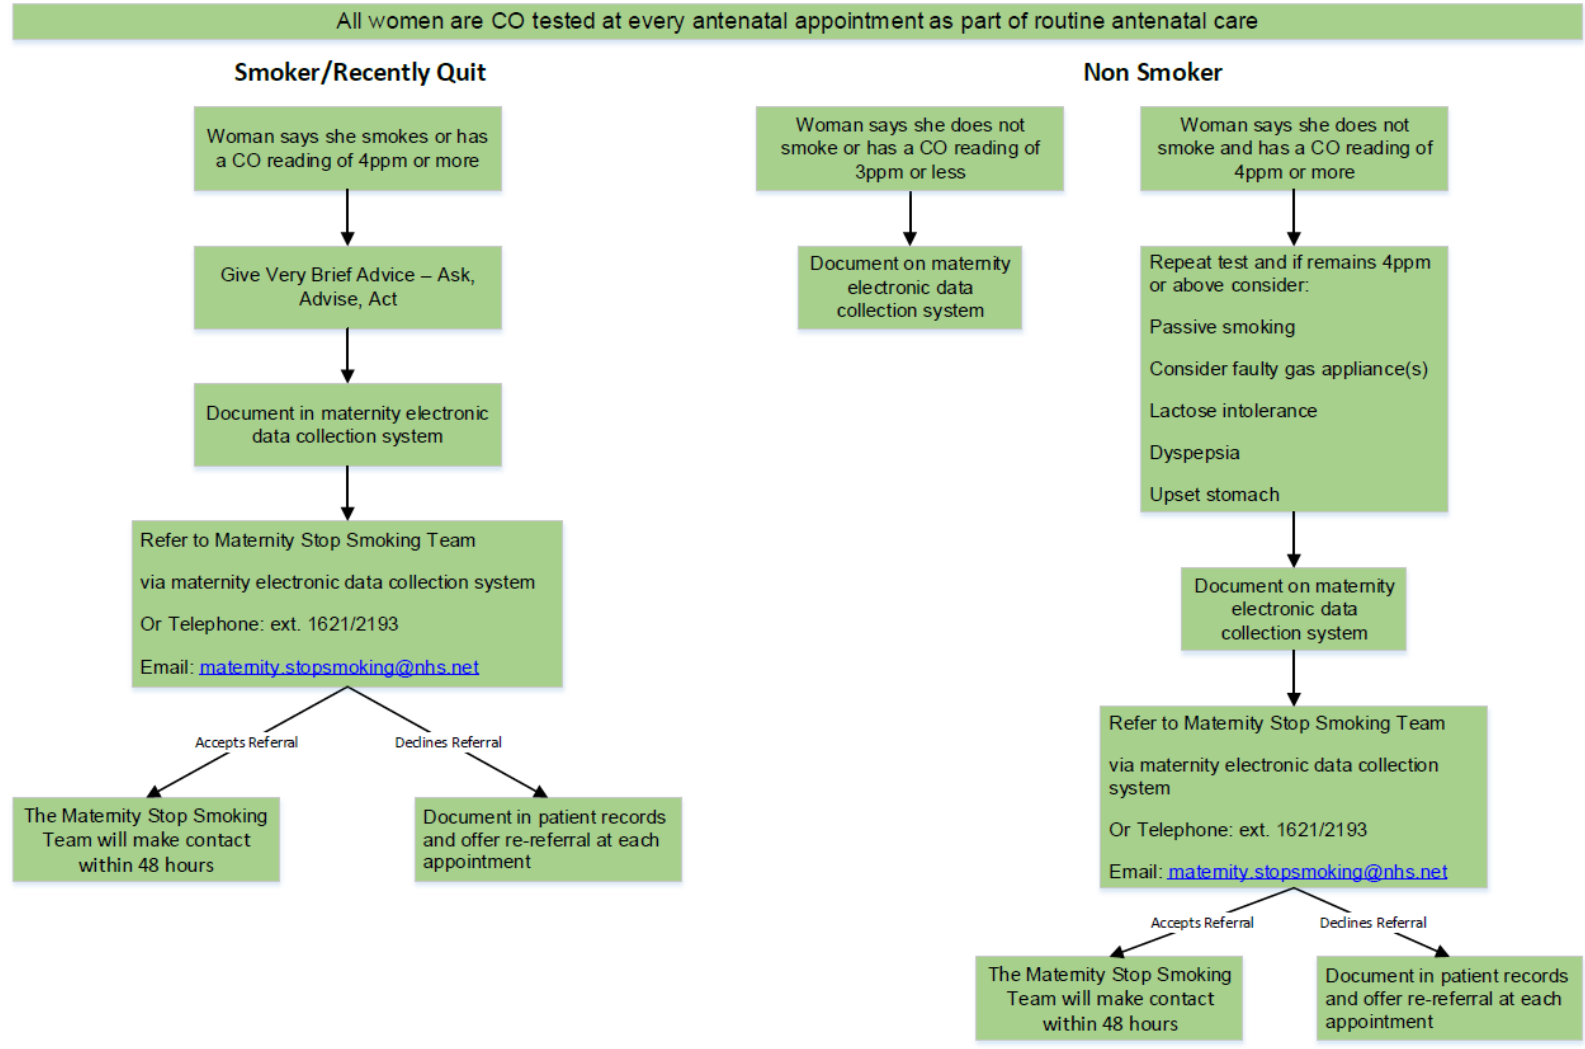 All women are CO tested at every antenatal appointment as part of routine antenatal care
Smoker/Recently Quit
Woman says she smokes or has
a CO reading of 4ppm or more
Give Very Brief Advice – Ask,
Advise, Act
Document in maternity electronic
data collection system
Refer to Maternity Stop Smoking Team
via maternity electronic data collection system
Or Telephone: ext. 1621/2193
Email: maternity.stopsmoking@nhs.net
Accepts Referral
Declines Referral
The Maternity Stop Smoking
Team will make contact
within 48 hours
Document in patient records
and offer re-referral at each
appointment
Non Smoker
Woman says she does not
smoke or has a CO reading of
3ppm or less
Document on maternity
electronic data
collection system
Woman says she does not
smoke and has a CO reading of
4ppm or more
Repeat test and if remains 4ppm
or above consider:
Passive smoking
Consider faulty gas appliance(s)
Lactose intolerance
Dyspepsia
Upset stomach
Document on maternity
electronic data
collection system
Refer to Maternity Stop Smoking Team
via maternity electronic data collection
system
Or Telephone: ext. 1621/2193
Email: maternity.stopsmoking@nhs.net
Accepts Referral
Declines Referral
The Maternity Stop Smoking
Team will make contact
within 48 hours
Document in patient records
and offer re-referral at each
appointment